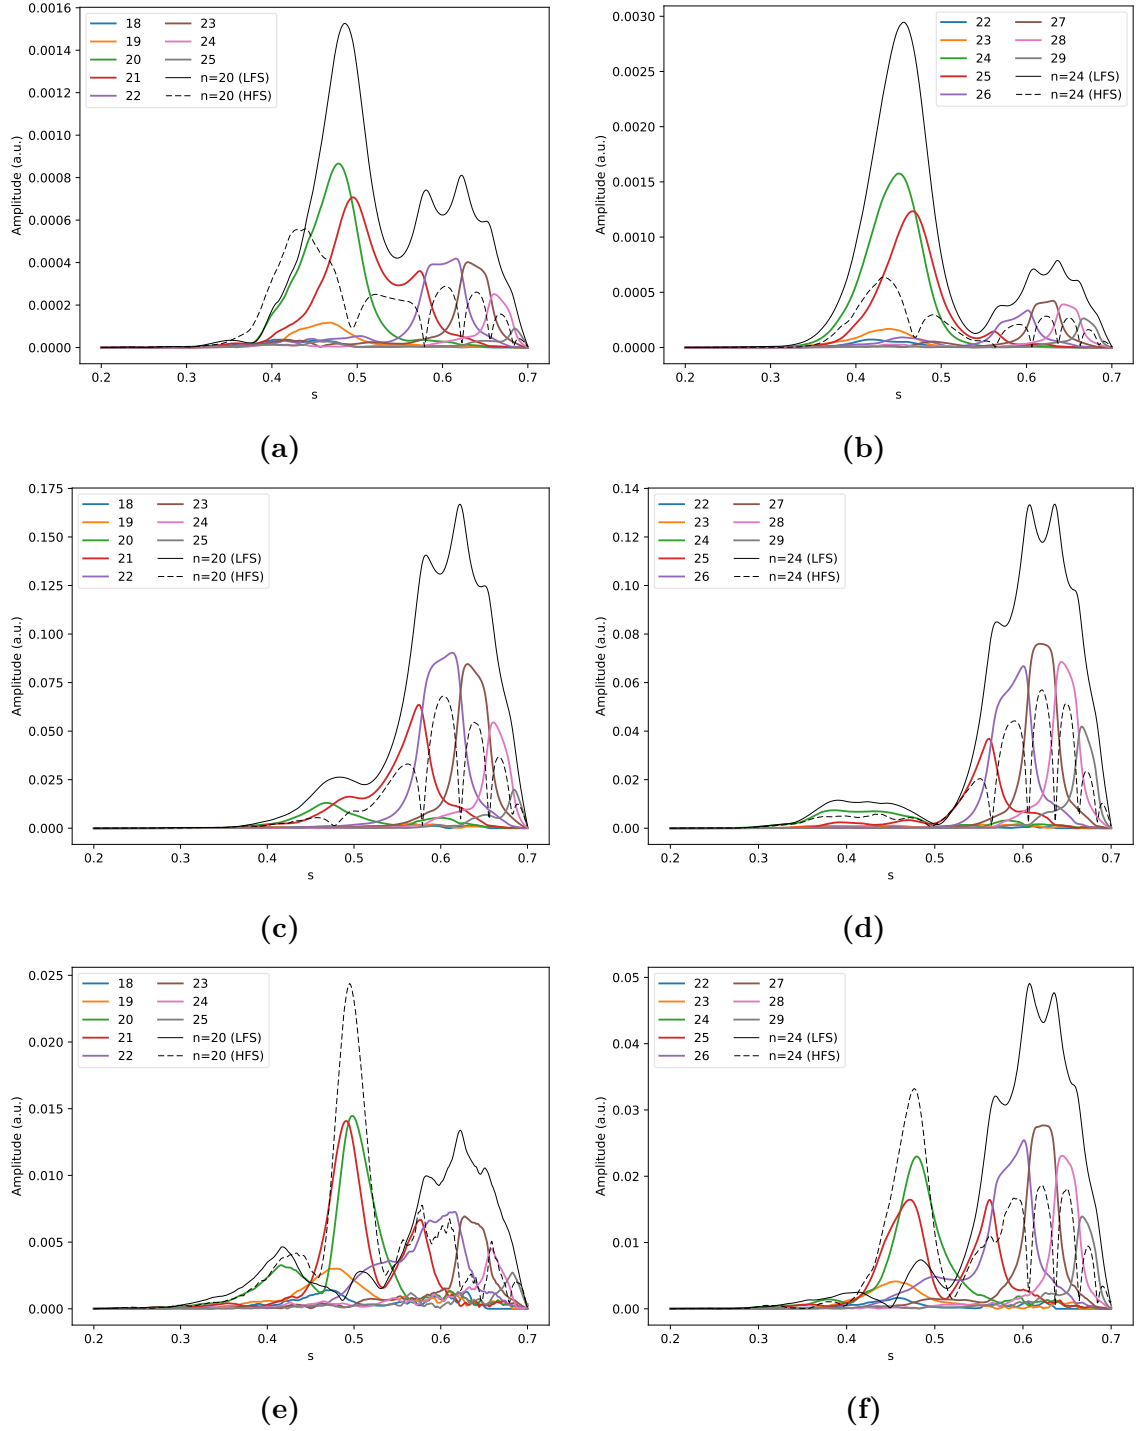 0.0016
0.0014
0.0012
0.0010
0.0008
0.0006
0.0004
0.0002
0.0000
Amplitude (a.u.)
18 23
19 24
20 25
21 n=20 (LFS)
22 n=20 (HFS)
0.2 0.3 0.4 0.5 0.6 0.7
s
(a)
0.0030
0.0025
0.0020
0.0015
0.0010
0.0005
0.0000
Amplitude (a.u.)
22 27
23 28
24 29
25 n=24 (LFS)
26 n=24 (HFS)
0.2 0.3 0.4 0.5 0.6 0.7
s
(b)
0.175
0.150
0.125
0.100
0.075
0.050
0.025
0.000
Amplitude (a.u.)
18 23
19 24
20 25
21 n=20 (LFS)
22 n=20 (HFS)
0.2 0.3 0.4 0.5 0.6 0.7
s
(c)
0.14
0.12
0.10
0.08
0.06
0.04
0.02
0.00
Amplitude (a.u.)
22 27
23 28
24 29
25 n=24 (LFS)
26 n=24 (HFS)
0.2 0.3 0.4 0.5 0.6 0.7
s
(d)
0.025
0.020
0.015
0.010
0.005
0.000
Amplitude (a.u.)
18 23
19 24
20 25
21 n=20 (LFS)
22 n=20 (HFS)
0.2 0.3 0.4 0.5 0.6 0.7
s
(e)
0.05
0.04
0.03
0.02
0.01
0.00
Amplitude (a.u.)
22 27
23 28
24 29
25 n=24 (LFS)
26 n=24 (HFS)
0.2 0.3 0.4 0.5 0.6 0.7
s
(f)